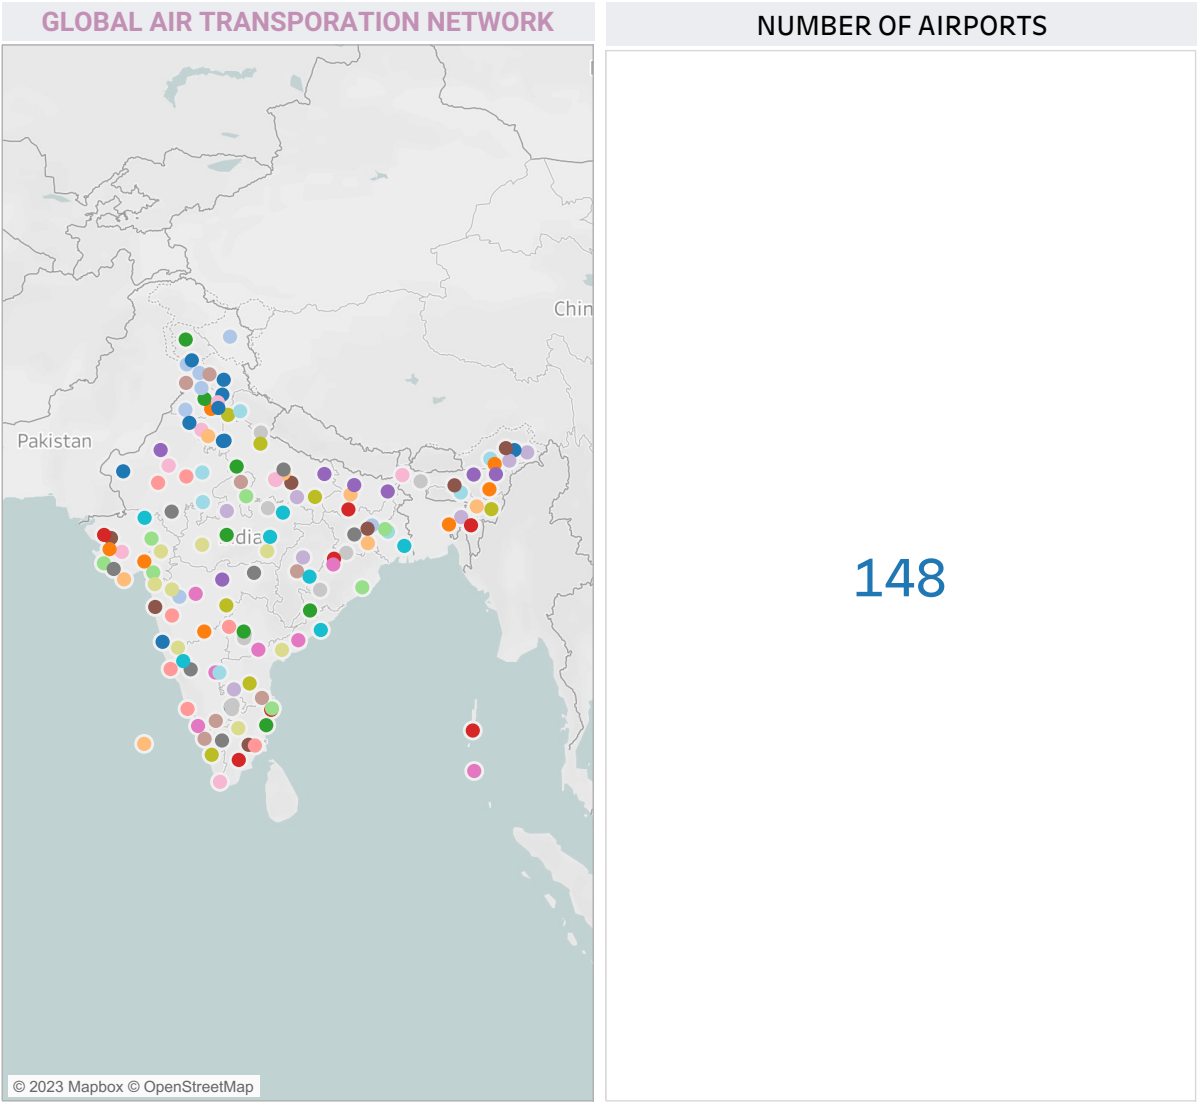 GLOBAL AIR TRANSPORATION NETWORK
NUMBER OF AIRPORTS
Chin
Pakistan
dia
148
© 2023 Mapbox © OpenStreetMap